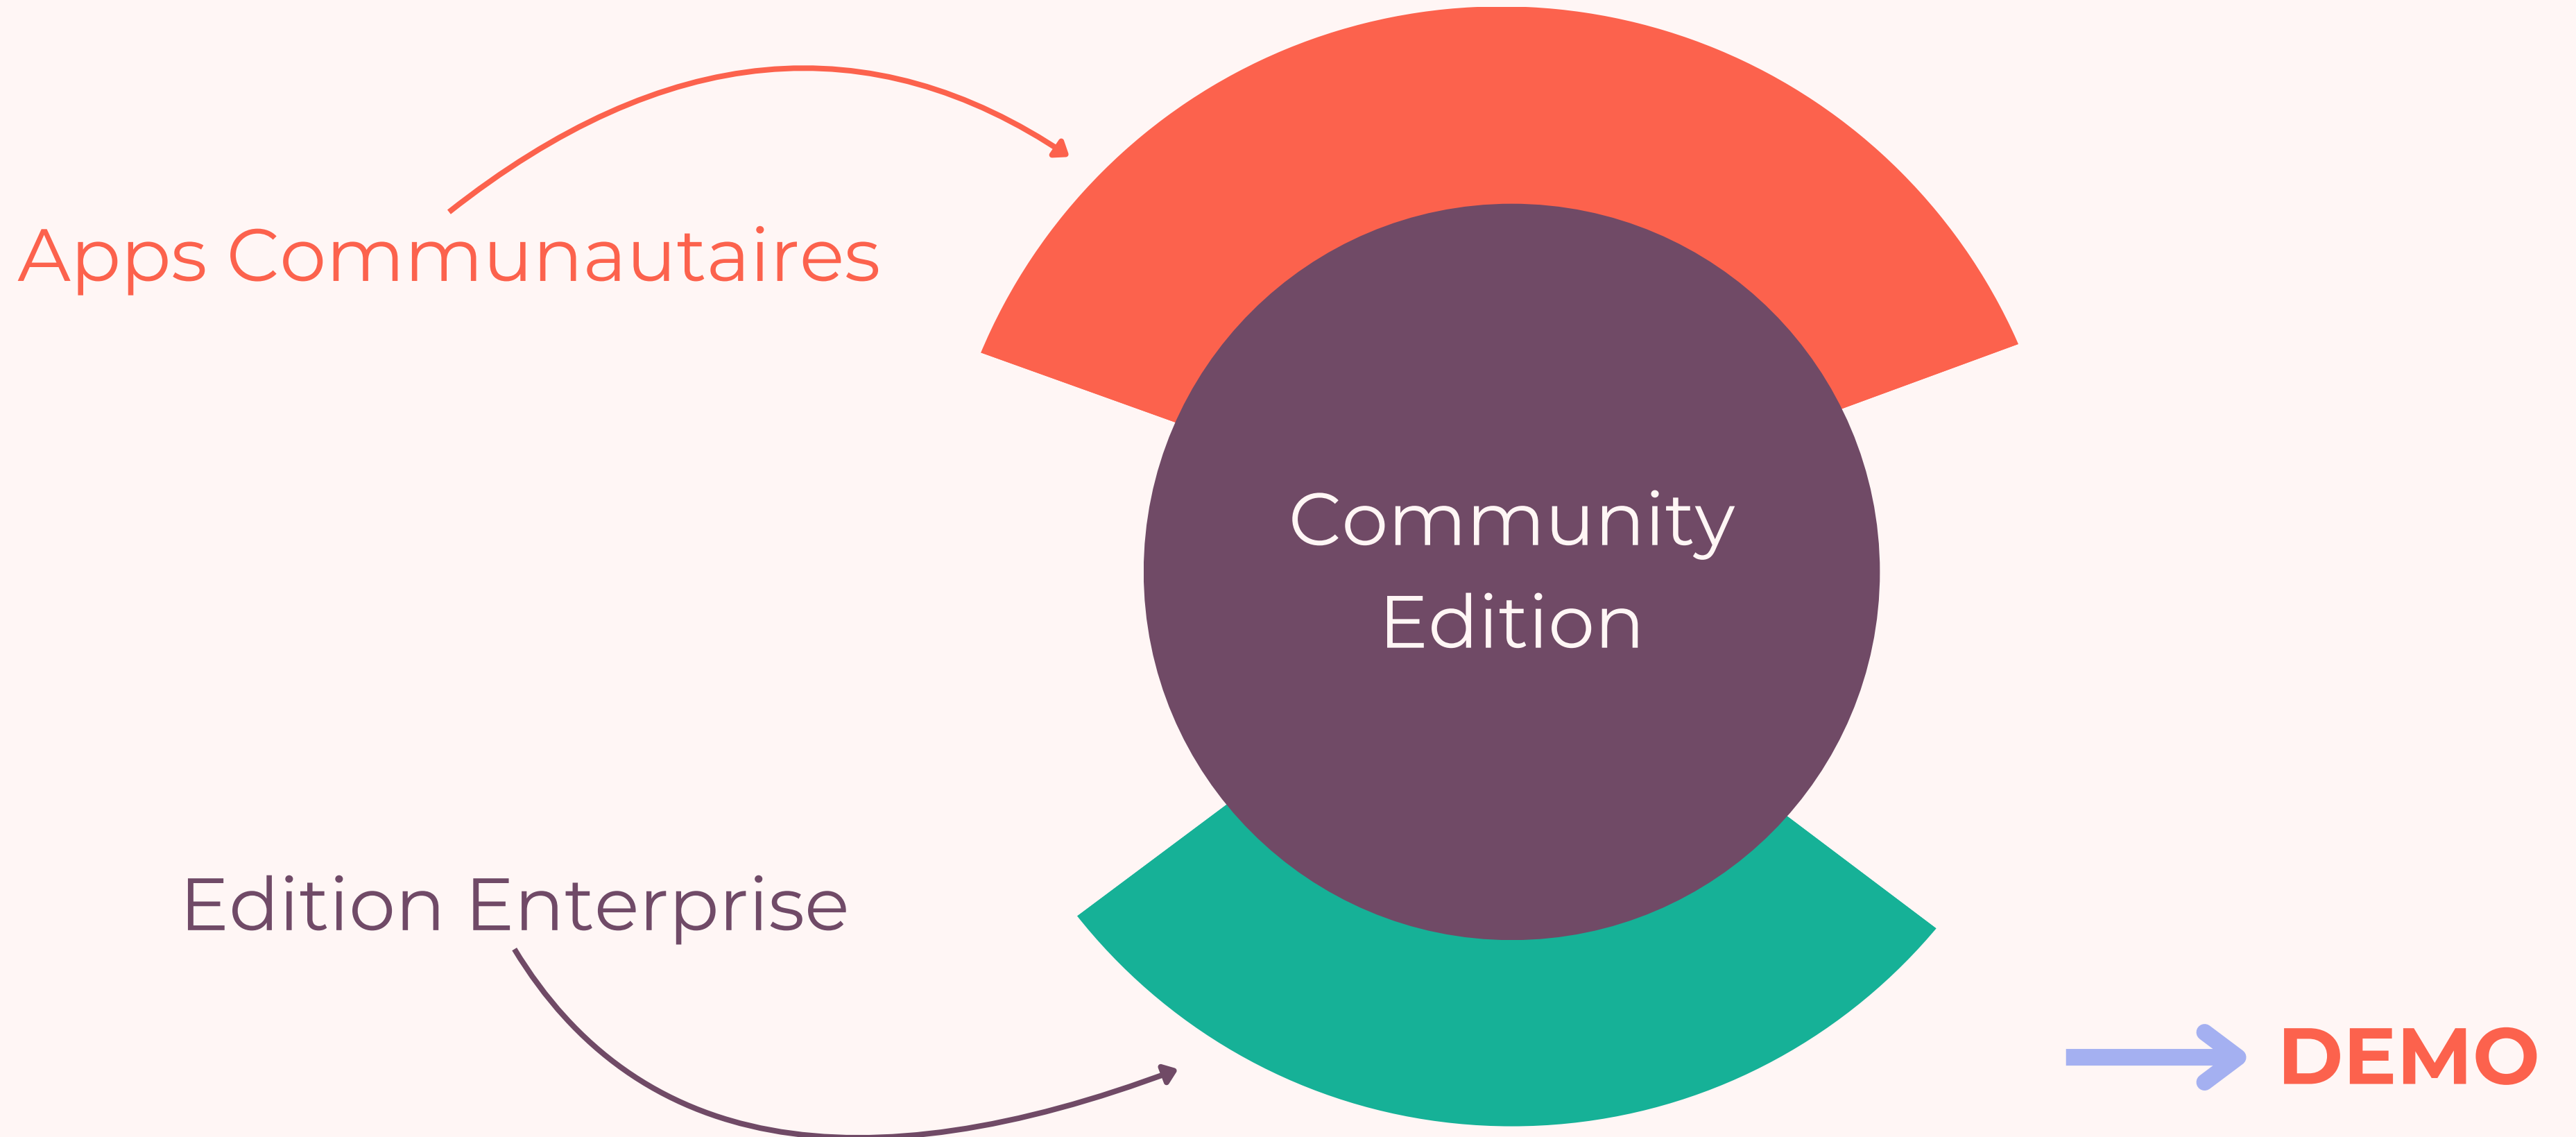 Apps Communautaires
Community
Edition
Edition Enterprise
DEMO